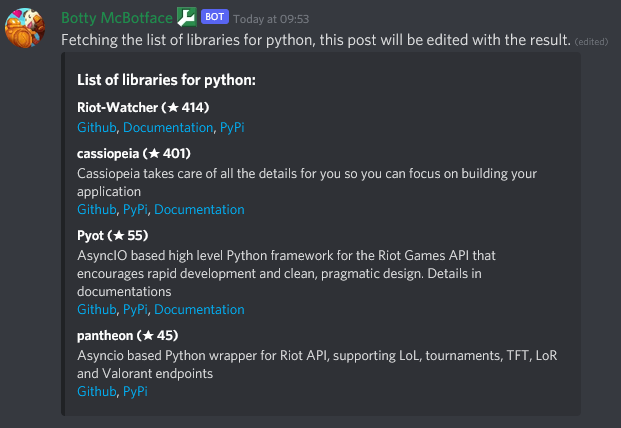 Botty McBotface BOT Today at 09:53
Fetching the list of libraries for python, this post will be edited with the result. (edited)
List of libraries for python:
Riot-Watcher (★ 414)
Github, Documentation, PyPi
cassiopeia (★ 401)
Cassiopeia takes care of all the details for you so you can focus on building your
application
Github, PyPi, Documentation
Pyot (★ 55)
AsyncIO based high level Python framework for the Riot Games API that
encourages rapid development and clean, pragmatic design. Details in
documentations
Github, PyPi, Documentation
pantheon (★ 45)
Asyncio based Python wrapper for Riot API, supporting LoL, tournaments, TFT, LoR
and Valorant endpoints
Github, PyPi